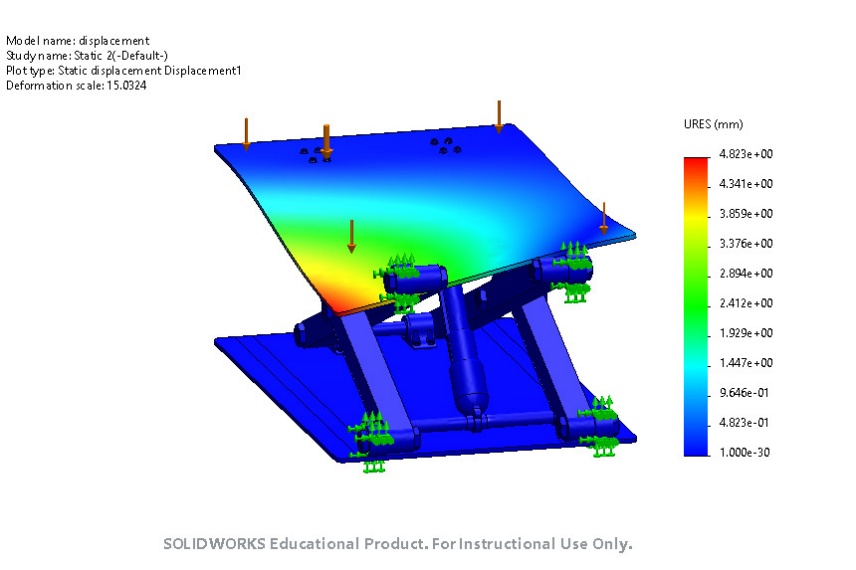 Model name: displacement
Study name: Static 2(-Default-)
Plot type: Static displacement Displacement1
Deformation scale: 15.0324
URES (mm)
4.823e+00
4.341e+00
3.859e+00
3.376e+00
2.894e+00
2.412e+00
1.929e+00
1.447e+00
9.646e-01
4.823e-01
1.000e-30
SOLIDWORKS Educational Product. For Instructional Use Only.